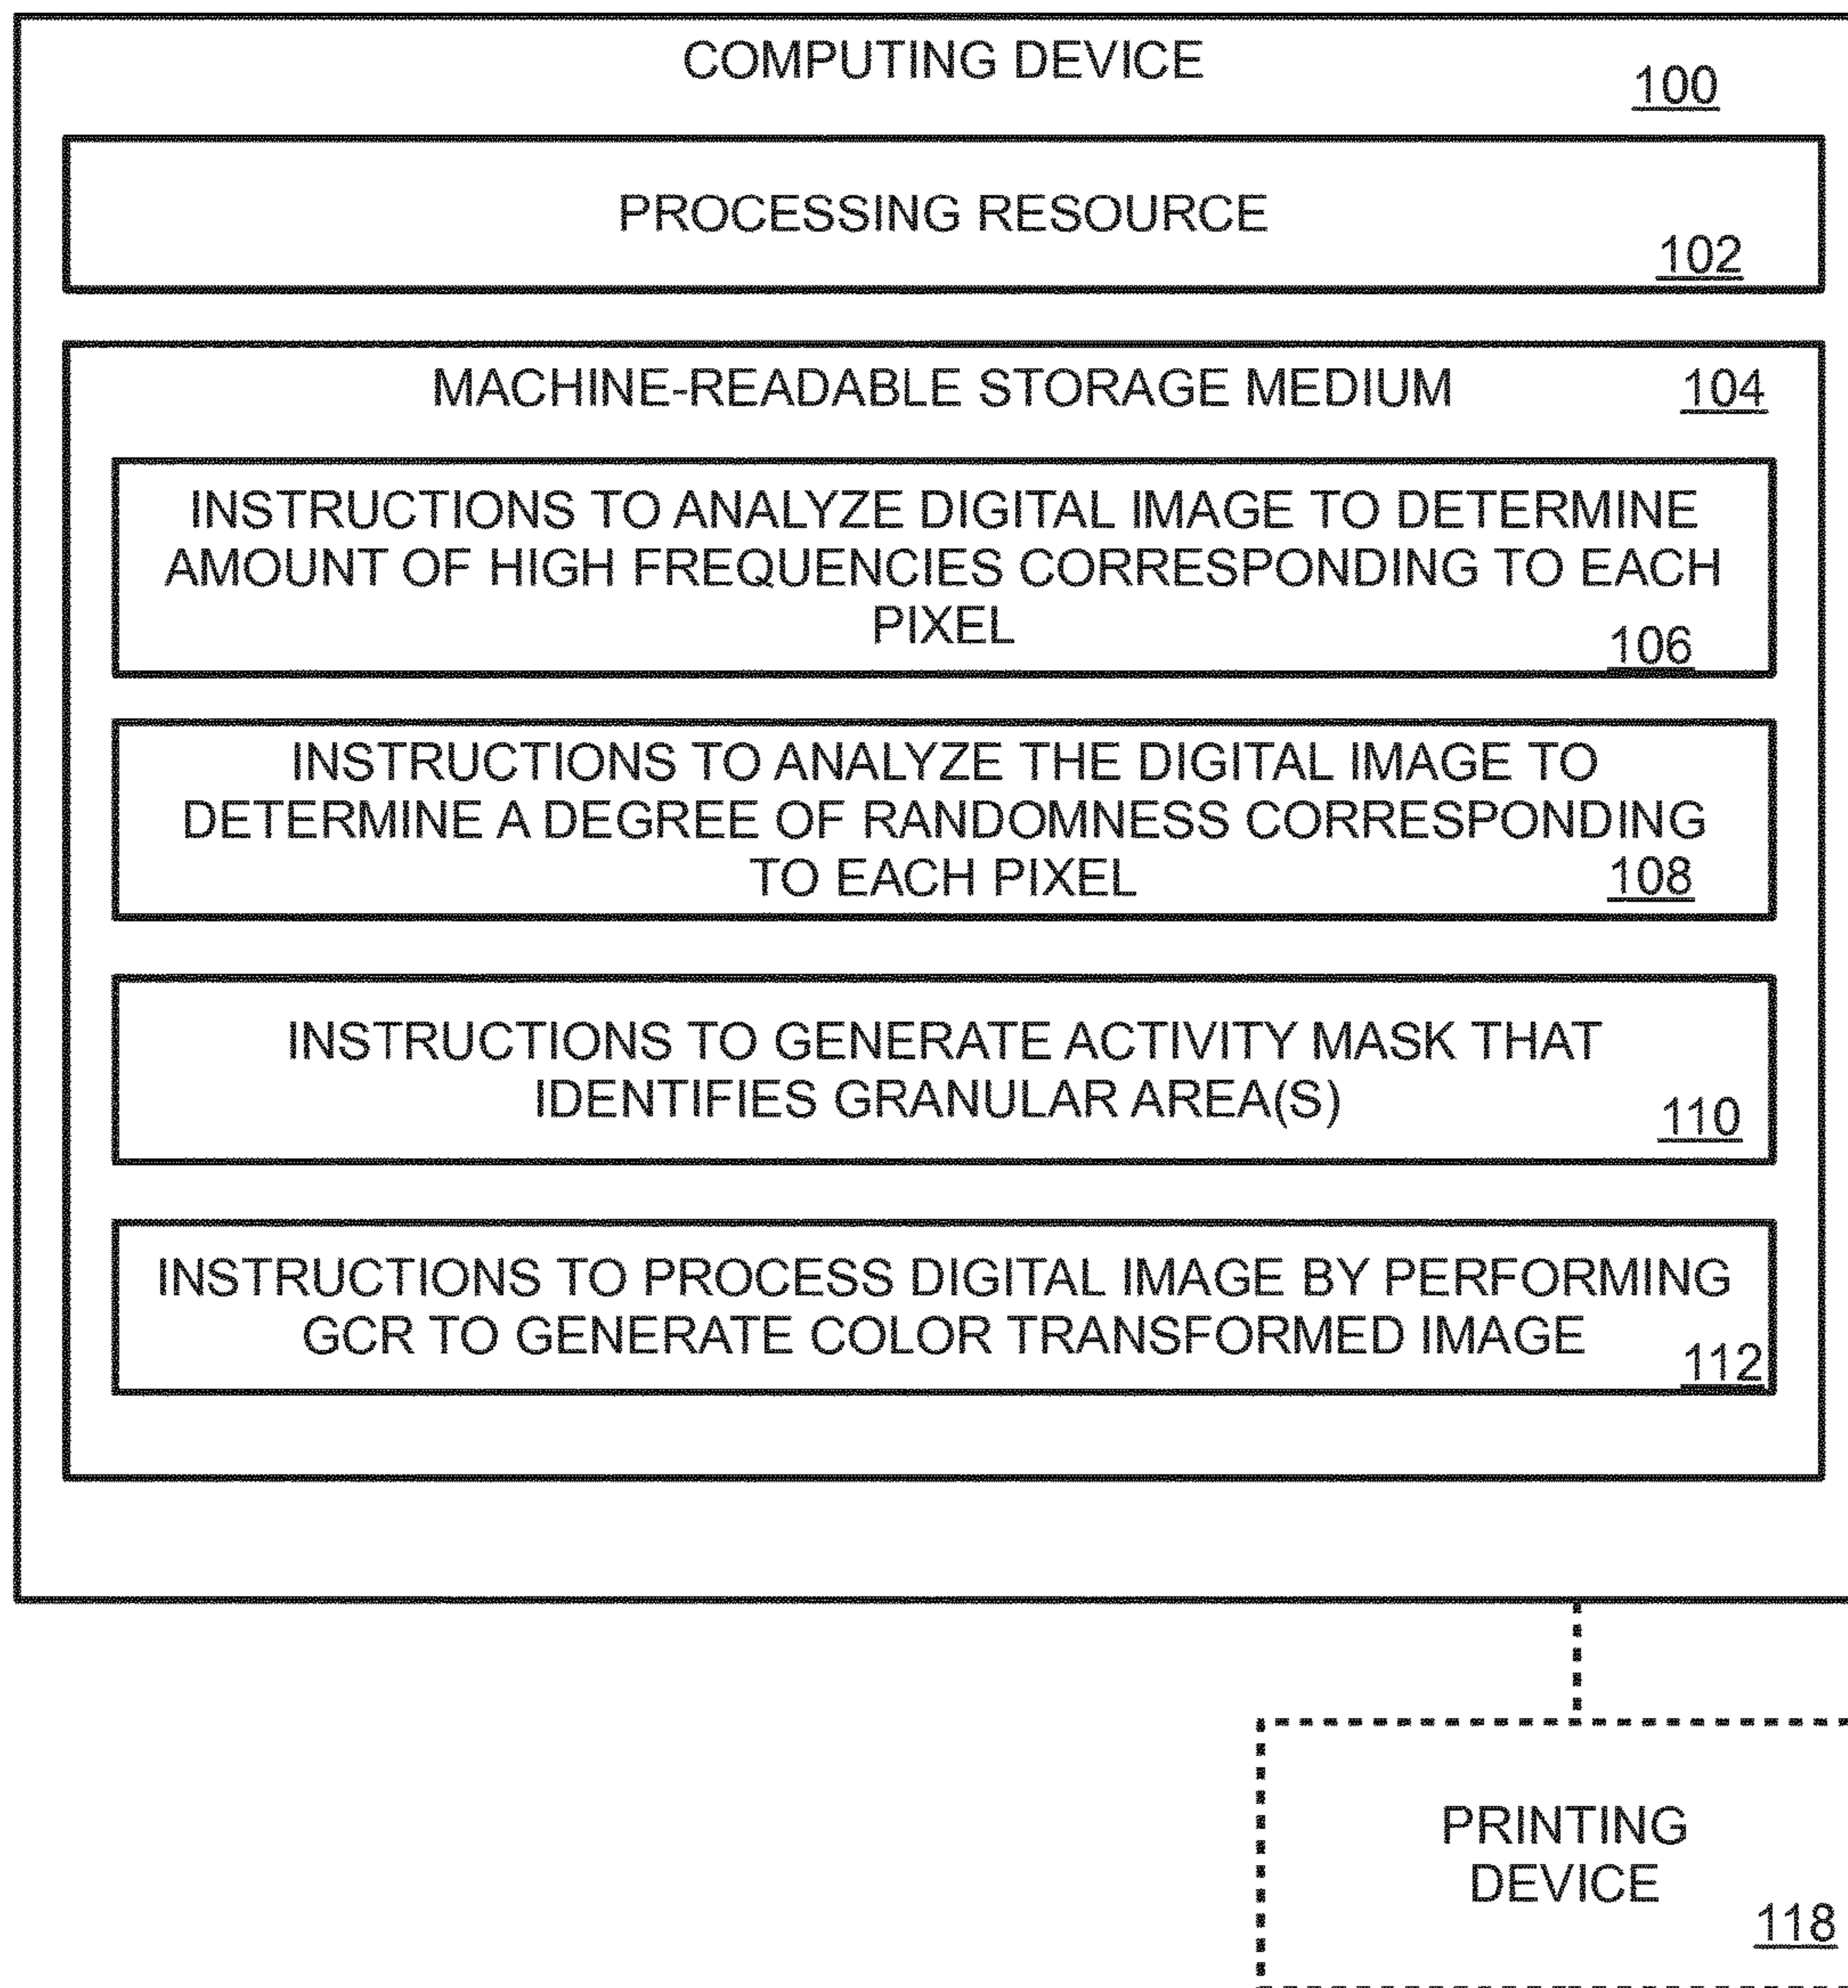 COMPUTING DEVICE
100
PROCESSING RESOURCE
102
MACHINE-READABLE STORAGE MEDIUM
104
INSTRUCTIONS TO ANALYZE DIGITAL IMAGE TO DETERMINE
AMOUNT OF HIGH FREQUENCIES CORRESPONDING TO EACH
PIXEL
106
INSTRUCTIONS TO ANALYZE THE DIGITAL IMAGE TO
DETERMINE A DEGREE OF RANDOMNESS CORRESPONDING
TO EACH PIXEL
108
INSTRUCTIONS TO GENERATE ACTIVITY MASK THAT
IDENTIFIES GRANULAR AREA(S)
110
INSTRUCTIONS TO PROCESS DIGITAL IMAGE BY PERFORMING
GCR TO GENERATE COLOR TRANSFORMED IMAGE
112
PRINTING
DEVICE
118